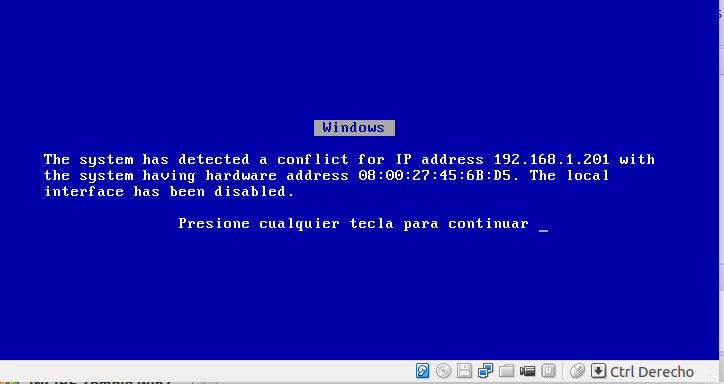 Windows
The system has detected a conflict for IP address 192.168.1.201 with
the system having hardware address 08:00:27:45:6B:D5. The local
interface has been disabled.
Presione cualquier tecla para continuar _
Ctrl Derecho